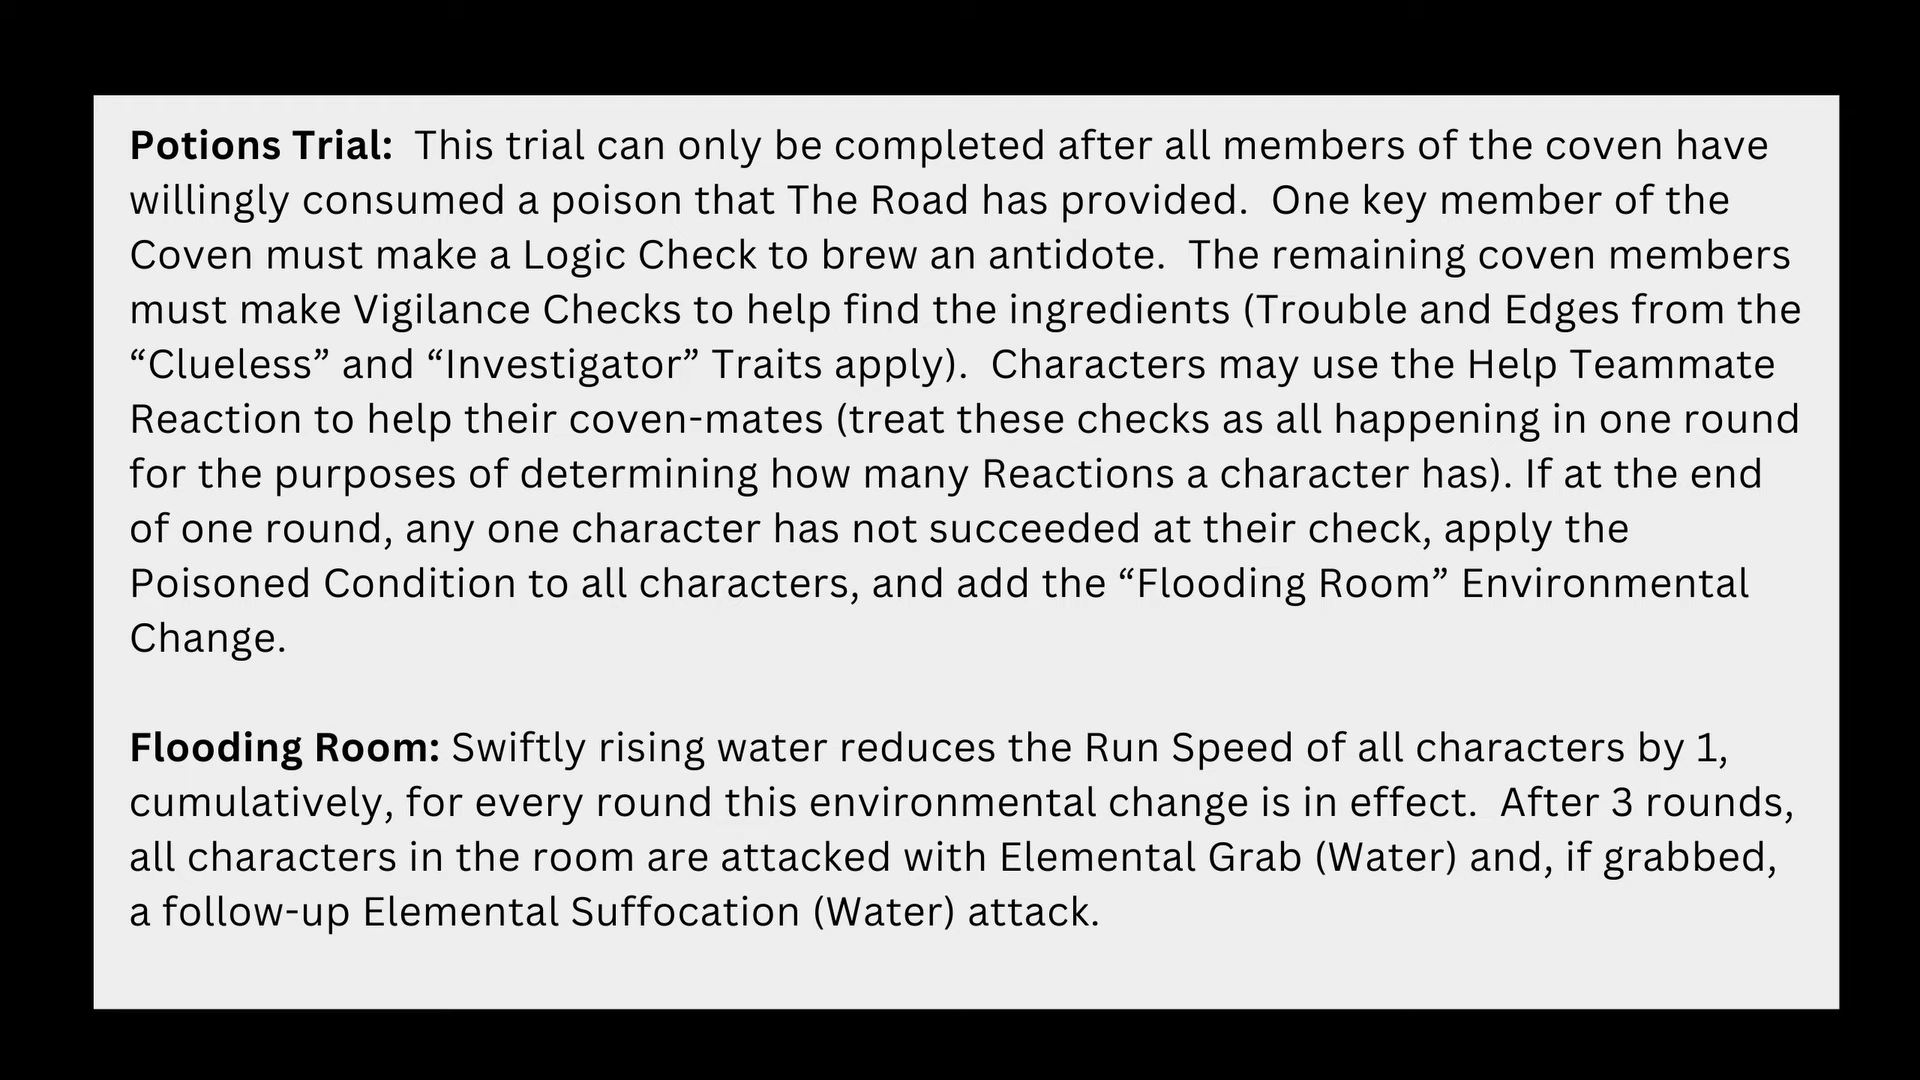 Potions Trial:  This trial can only be completed after all members of the coven have
willingly consumed a poison that The Road has provided.  One key member of the
Coven must make a Logic Check to brew an antidote.  The remaining coven members
must make Vigilance Checks to help find the ingredients (Trouble and Edges from the
“Clueless” and “Investigator” Traits apply).  Characters may use the Help Teammate
Reaction to help their coven-mates (treat these checks as all happening in one round
for the purposes of determining how many Reactions a character has). If at the end
of one round, any one character has not succeeded at their check, apply the
Poisoned Condition to all characters, and add the “Flooding Room” Environmental
Change.
Flooding Room: Swiftly rising water reduces the Run Speed of all characters by 1,
cumulatively, for every round this environmental change is in effect.  After 3 rounds,
all characters in the room are attacked with Elemental Grab (Water) and, if grabbed,
a follow-up Elemental Suffocation (Water) attack.